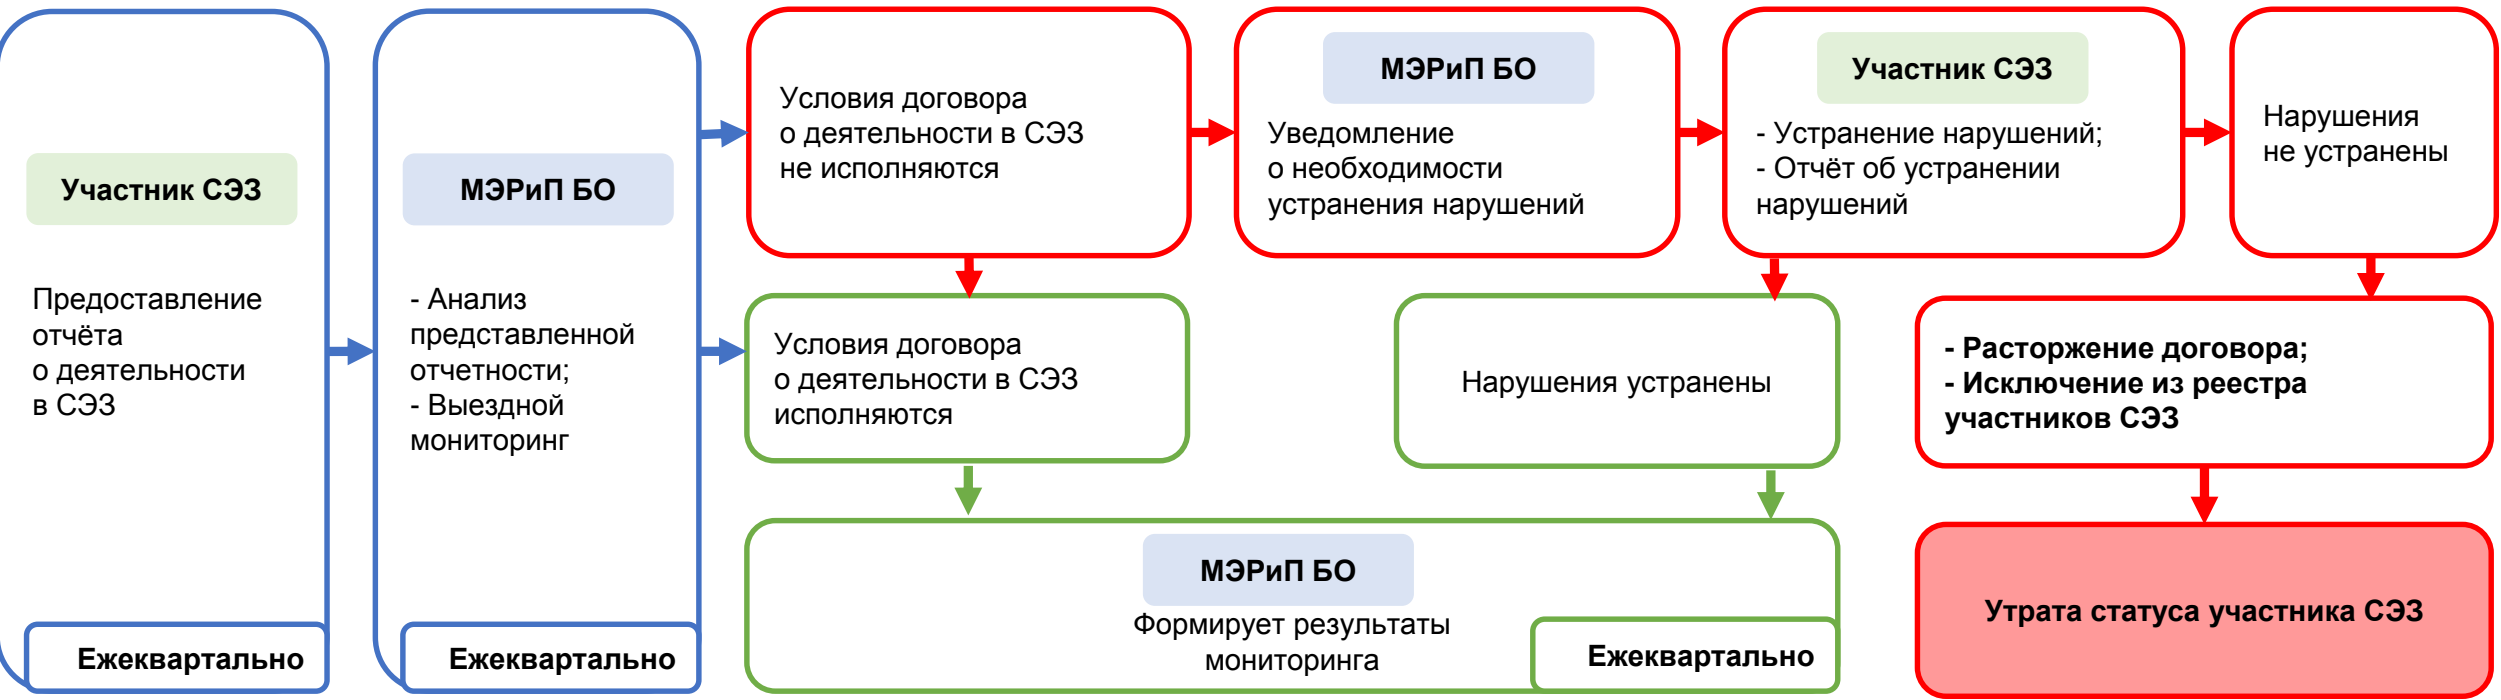 Участник СЭЗ
Предоставление
отчёта
о деятельности
в СЭЗ
Ежеквартально
МЭРиП БО
- Анализ
представленной
отчетности;
- Выездной
мониторинг
Ежеквартально
Условия договора
о деятельности в СЭЗ
не исполняются
МЭРиП БО
Уведомление
о необходимости
устранения нарушений
Участник СЭЗ
- Устранение нарушений;
- Отчёт об устранении
нарушений
Нарушения
не устранены
Условия договора
о деятельности в СЭЗ
исполняются
Нарушения устранены
- Расторжение договора;
- Исключение из реестра
участников СЭЗ
МЭРиП БО
Формирует результаты
мониторинга
Ежеквартально
Утрата статуса участника СЭЗ